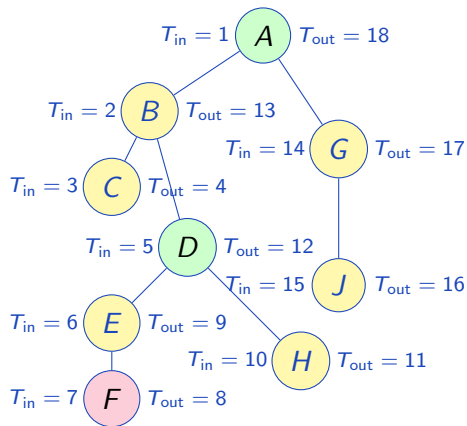 T_in = 1 A T_out = 18
T_in = 2 B T_out = 13
T_in = 14 G T_out = 17
T_in = 3 C T_out = 4
T_in = 5 D T_out = 12
T_in = 15 J T_out = 16
T_in = 6 E T_out = 9
T_in = 10 H T_out = 11
T_in = 7 F T_out = 8